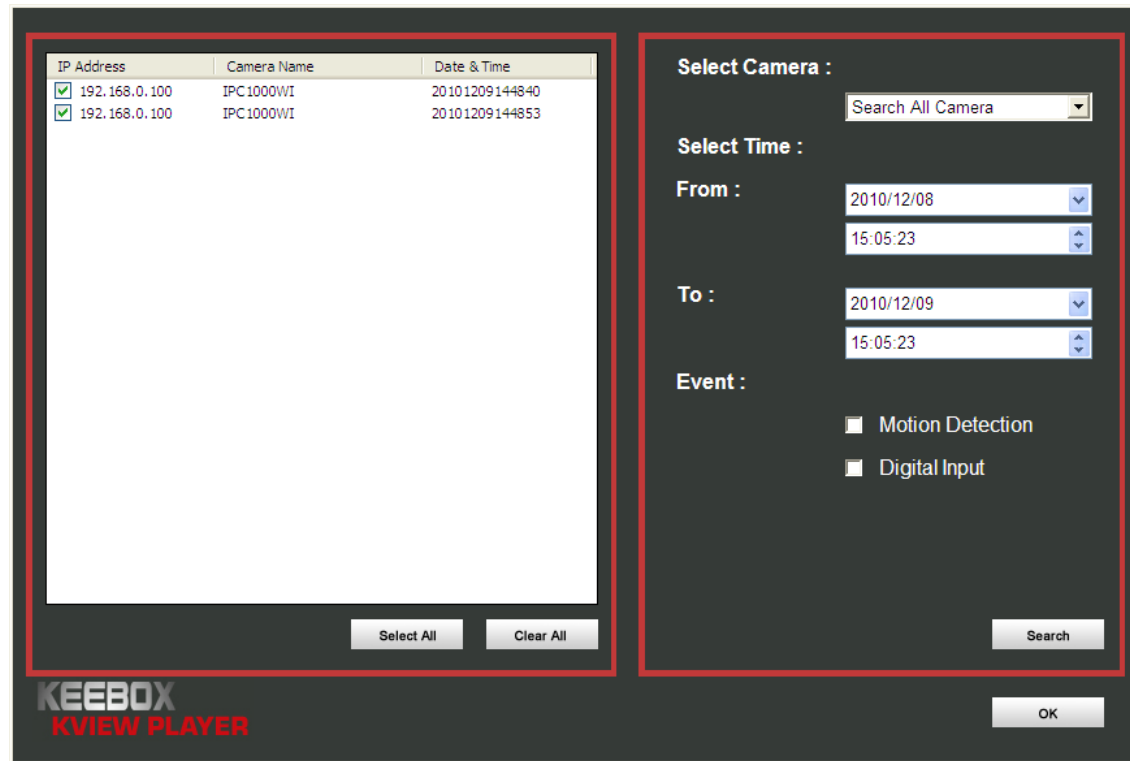 IP Address Camera Name Date & Time
192.168.0.100 IPC1000WI 20101209144840
192.168.0.100 IPC1000WI 20101209144853
Select All Clear All
Select Camera :
Search All Camera
Select Time :
From :
2010/12/08
15:05:23
To :
2010/12/09
15:05:23
Event :
Motion Detection
Digital Input
Search
KEEBOX
KVIEW PLAYER
OK